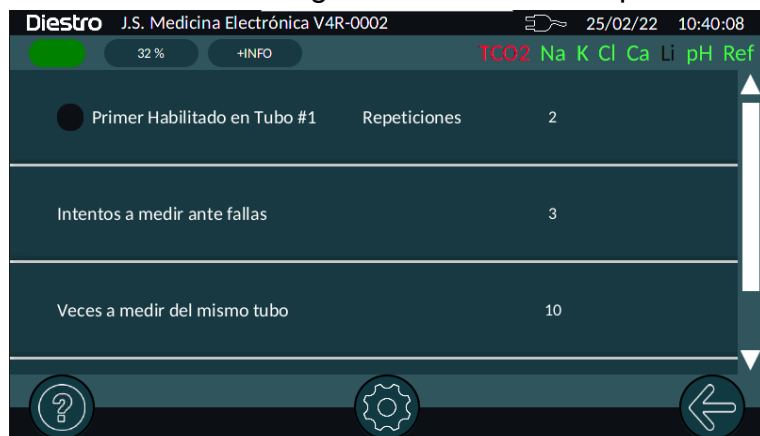 Diestro J.S. Medicina Electrónica V4R-0002 25/02/22 10:40:08
32 % +INFO TCO2 Na K Cl Ca Li pH Ref
Primer Habilitado en Tubo #1 Repeticiones 2
Intentos a medir ante fallas 3
Veces a medir del mismo tubo 10
?